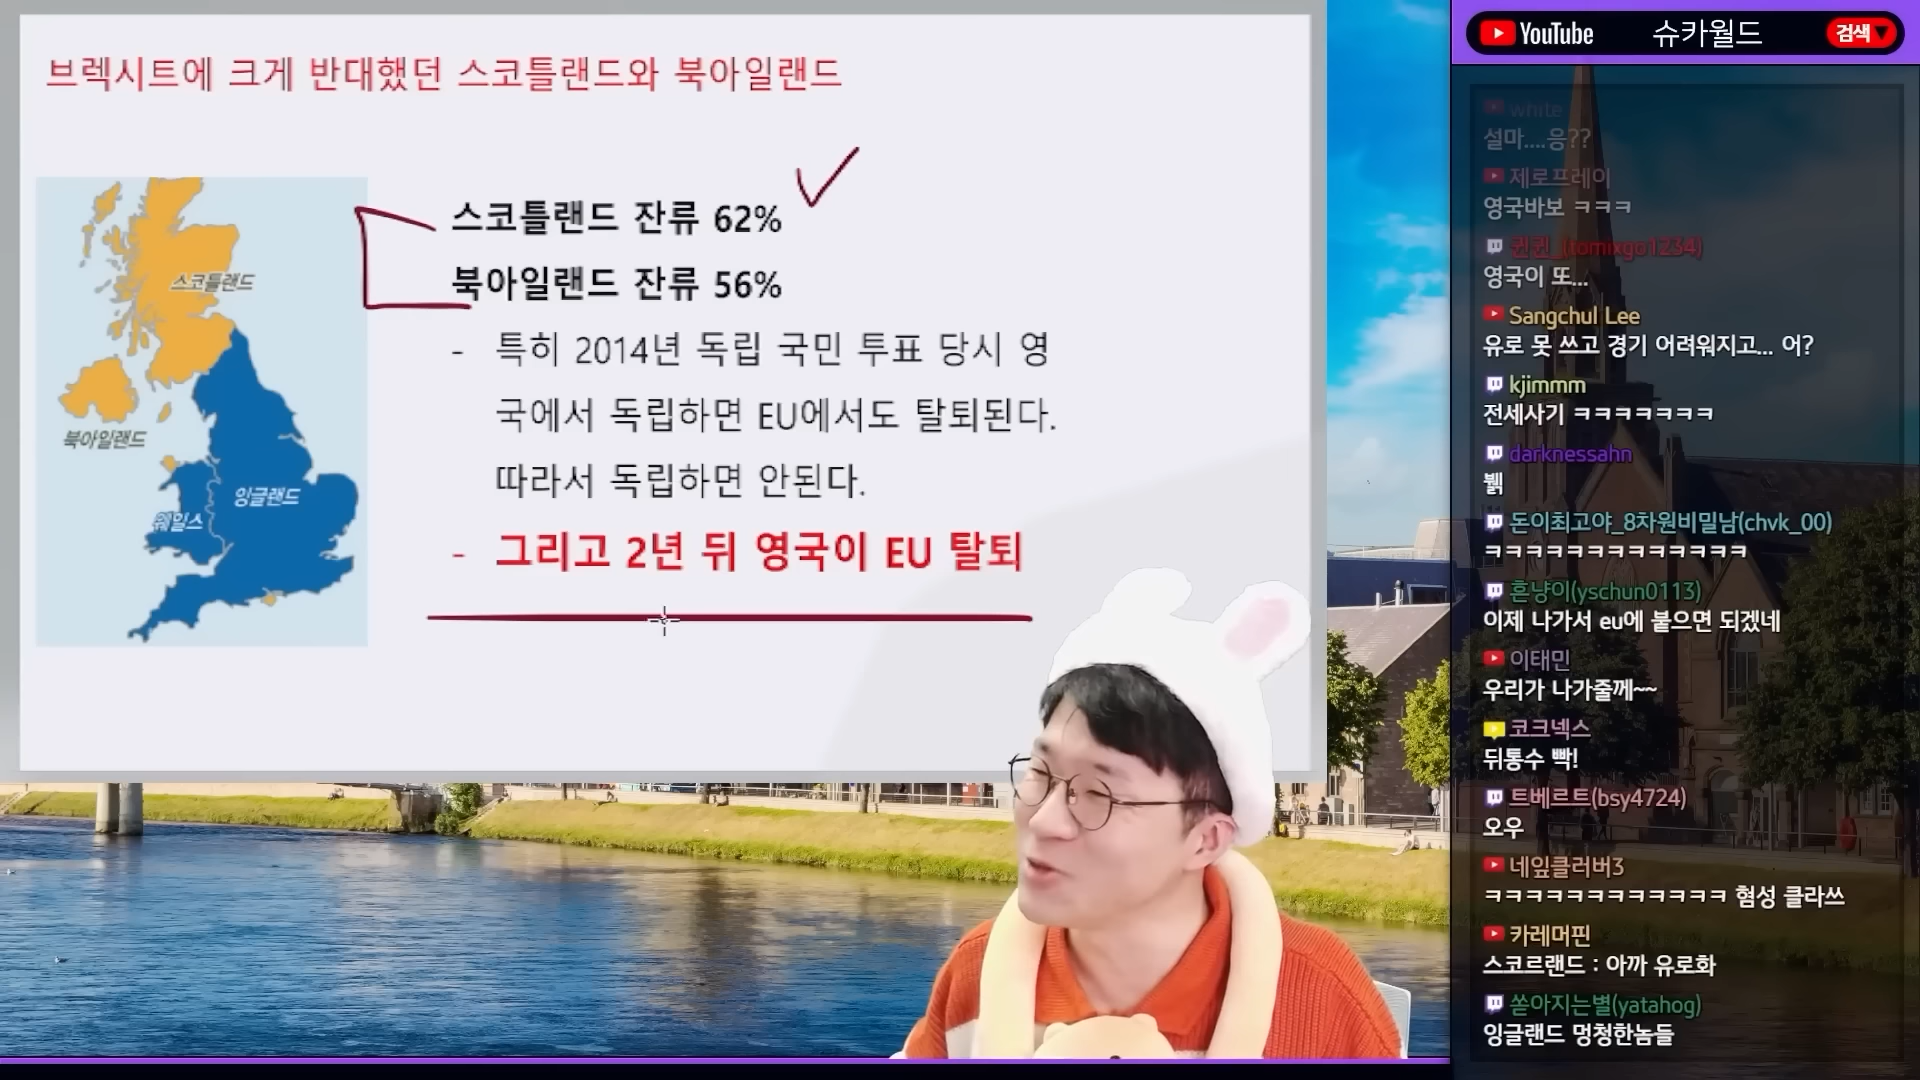 브렉시트에 크게 반대했던 스코틀랜드와 북아일랜드
스코틀랜드
북아일랜드
잉글랜드
웨일스
스코틀랜드 잔류 62%
북아일랜드 잔류 56%
- 특히 2014년 독립 국민 투표 당시 영
국에서 독립하면 EU에서도 탈퇴된다.
따라서 독립하면 안된다.
- 그리고 2년 뒤 영국이 EU 탈퇴
YouTube 슈카월드 검색
white
설마....응??
제로프레이
영국바보 ㅋㅋㅋ
퀸퀸_(tomixgo1234)
영국이 또...
Sangchul Lee
유로 못 쓰고 경기 어려워지고... 어?
kjimmm
전세사기 ㅋㅋㅋㅋㅋㅋㅋ
darknessahn
돈이최고야_8차원비밀남(chvk_00)
ㅋㅋㅋㅋㅋㅋㅋㅋㅋㅋㅋㅋㅋ
흔냥이(yschun0113)
이제 나가서 eu에 붙으면 되겠네
이태민
우리가 나가줄께~~
코크넥스
뒤통수 빡!
트베르트(bsy4724)
오우
네잎클러버3
ㅋㅋㅋㅋㅋㅋㅋㅋㅋㅋㅋㅋ 혐성 클라쓰
카레머핀
스코르랜드 : 아까 유로화
쏟아지는별(yatahog)
잉글랜드 멍청한놈들